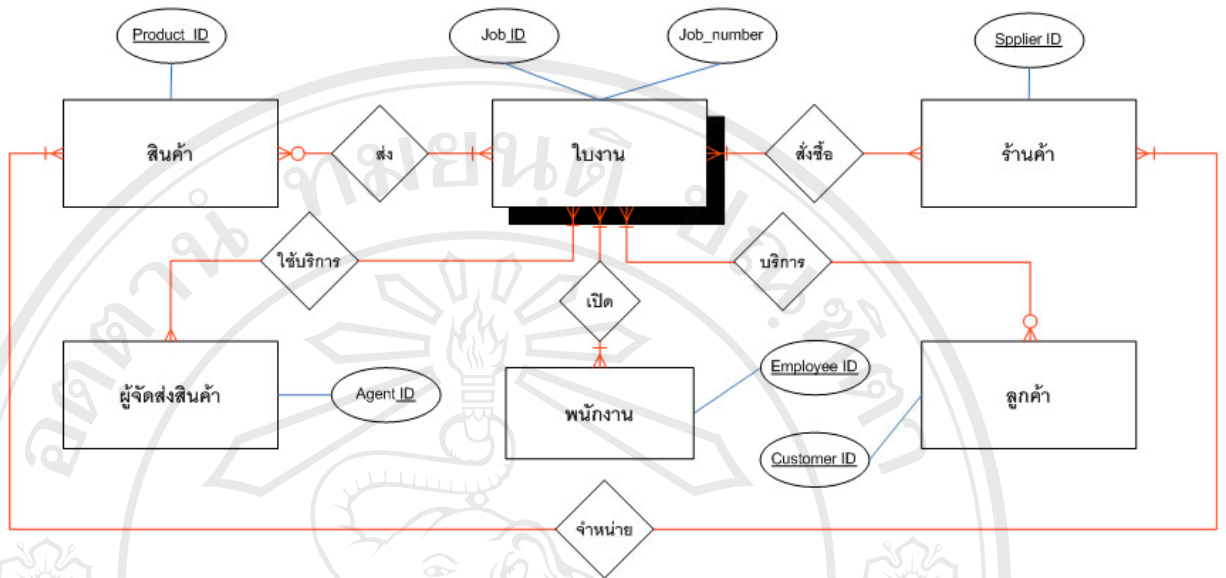 Product_ID
Job ID
Job_number
Spplier ID
สินค้า
ส่ง
ใบงาน
สั่งซื้อ
ร้านค้า
ใช้บริการ
เปิด
บริการ
ผู้จัดส่งสินค้า
Agent ID
พนักงาน
Employee ID
ลูกค้า
Customer ID
จำหน่าย